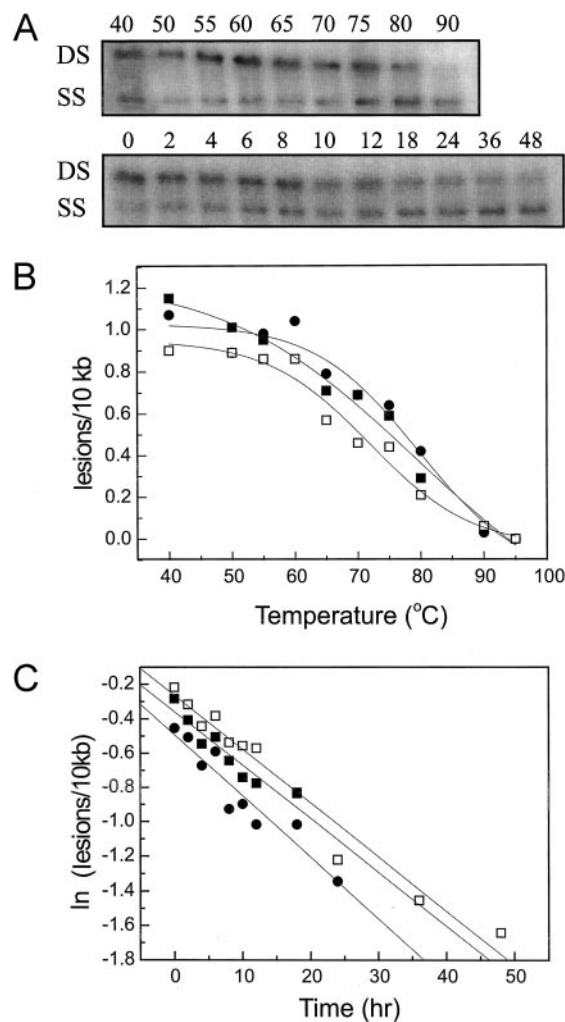 A
40 50 55 60 65 70 75 80 90
DS
SS
0 2 4 6 8 10 12 18 24 36 48
DS
SS
B
1.2
1.0
0.8
0.6
0.4
0.2
0.0
lesions/10 kb
40 50 60 70 80 90 100
Temperature (°C)
C
-0.2
-0.4
-0.6
-0.8
-1.0
-1.2
-1.4
-1.6
-1.8
ln (lesions/10kb)
0 10 20 30 40 50
Time (hr)